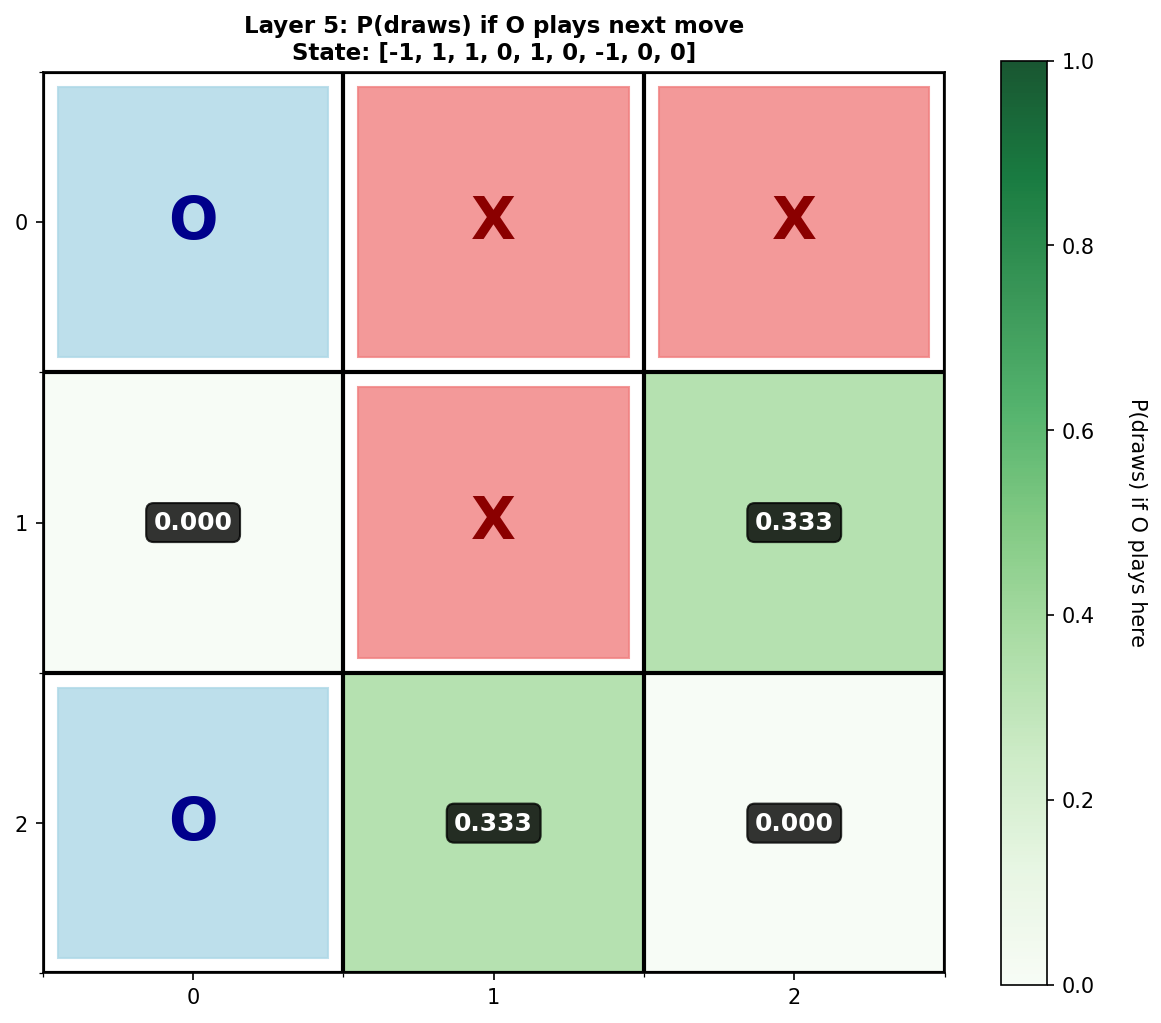 Layer 5: P(draws) if O plays next move
State: [-1, 1, 1, 0, 1, 0, -1, 0, 0]
0
O
X
X
1
0.000
X
0.333
2
O
0.333
0.000
0
1
2
1.0
0.8
0.6
0.4
0.2
0.0
P(draws) if O plays here